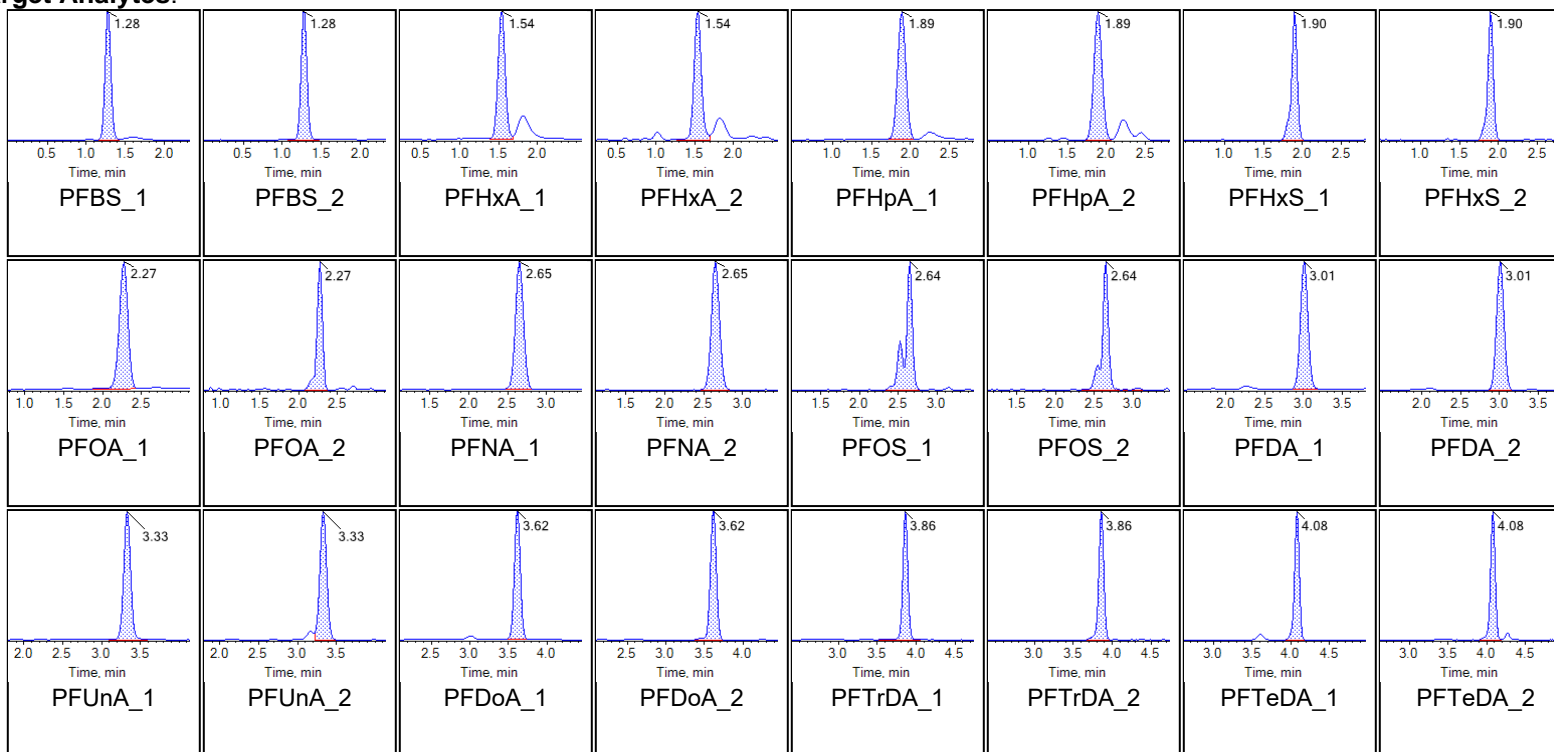 arget Analytes:
1.28 1.28 1.54 1.54 1.89 1.89 1.90 1.90
0.5 1.0 1.5 2.0 0.5 1.0 1.5 2.0 0.5 1.0 1.5 2.0 0.5 1.0 1.5 2.0 1.0 1.5 2.0 2.5 1.0 1.5 2.0 2.5 1.0 1.5 2.0 2.5 1.0 1.5 2.0 2.5
Time, min Time, min Time, min Time, min Time, min Time, min Time, min Time, min
PFBS_1 PFBS_2 PFHxA_1 PFHxA_2 PFHpA_1 PFHpA_2 PFHxS_1 PFHxS_2
2.27 2.27 2.65 2.65 2.64 2.64 3.01 3.01
1.0 1.5 2.0 2.5 1.0 1.5 2.0 2.5 1.5 2.0 2.5 3.0 1.5 2.0 2.5 3.0 1.5 2.0 2.5 3.0 1.5 2.0 2.5 3.0 2.0 2.5 3.0 3.5 2.0 2.5 3.0 3.5
Time, min Time, min Time, min Time, min Time, min Time, min Time, min Time, min
PFOA_1 PFOA_2 PFNA_1 PFNA_2 PFOS_1 PFOS_2 PFDA_1 PFDA_2
3.33 3.33 3.62 3.62 3.86 3.86 4.08 4.08
2.0 2.5 3.0 3.5 2.0 2.5 3.0 3.5 2.5 3.0 3.5 4.0 2.5 3.0 3.5 4.0 3.0 3.5 4.0 4.5 3.0 3.5 4.0 4.5 3.0 3.5 4.0 4.5 3.0 3.5 4.0 4.5
Time, min Time, min Time, min Time, min Time, min Time, min Time, min Time, min
PFUnA_1 PFUnA_2 PFDoA_1 PFDoA_2 PFTrDA_1 PFTrDA_2 PFTeDA_1 PFTeDA_2